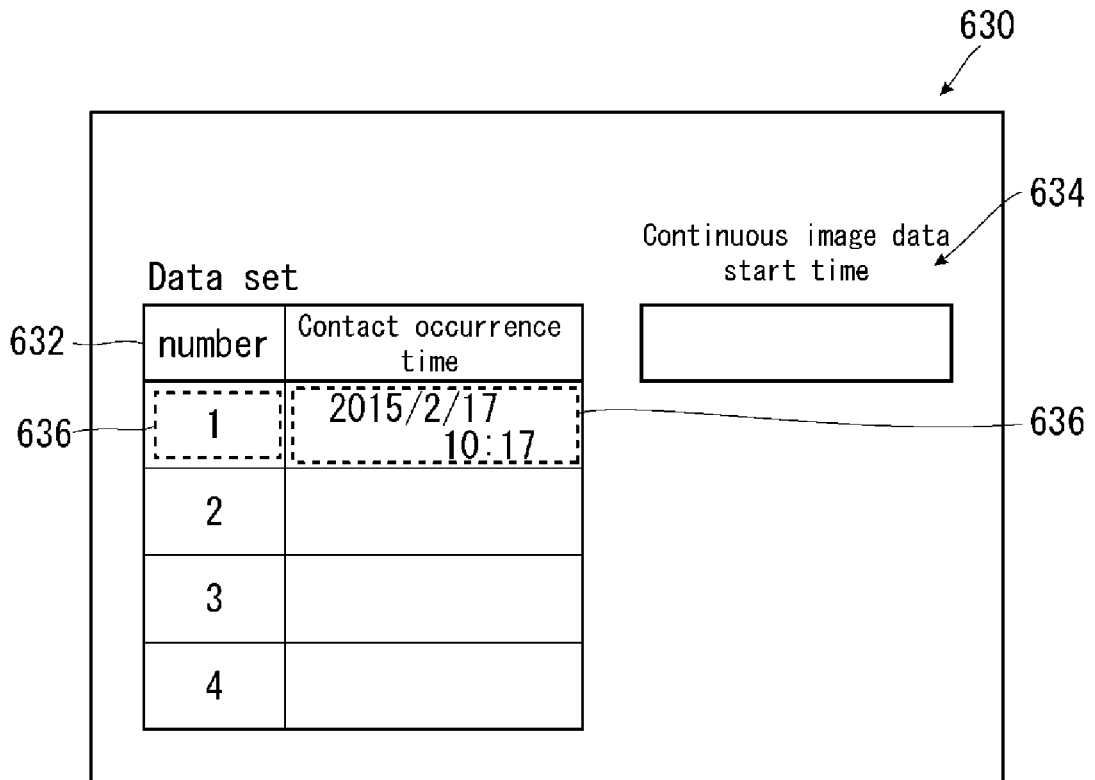 630
634
Continuous image data
start time
Data set
632
number
Contact occurrence
time
636
1
2015/2/17
10:17
636
2
3
4